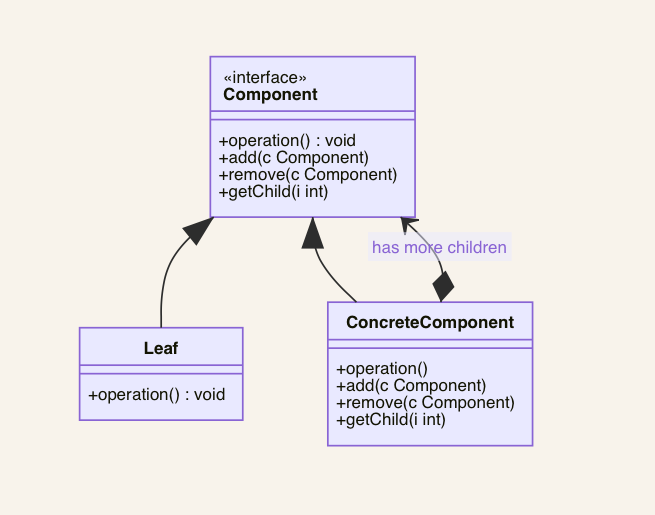 «interface»
Component
+operation() : void
+add(c Component)
+remove(c Component)
+getChild(i int)
has more children
Leaf
+operation() : void
ConcreteComponent
+operation()
+add(c Component)
+remove(c Component)
+getChild(i int)